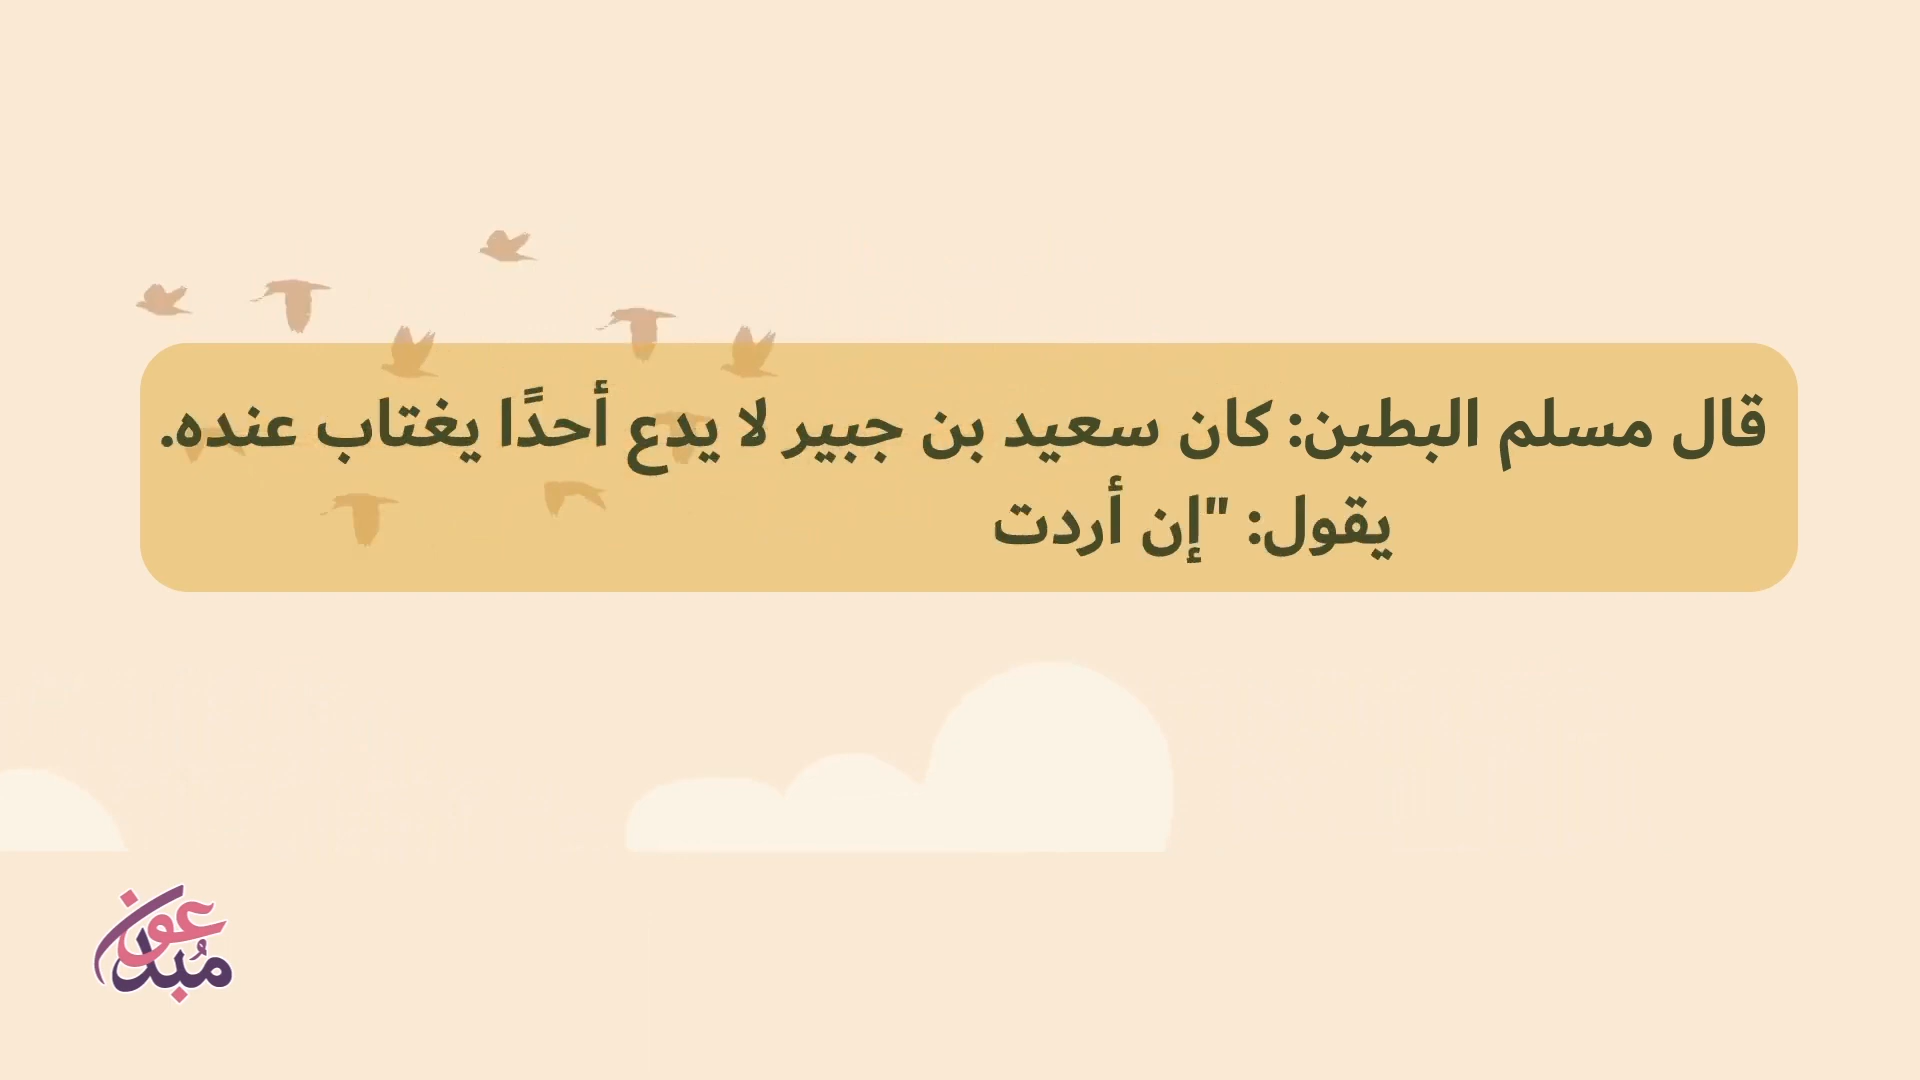 قال مسلم البطين: كان سعيد بن جبير لا يدع أحدًا يغتاب عنده.
يقول: "إن أردت
مُبدعون